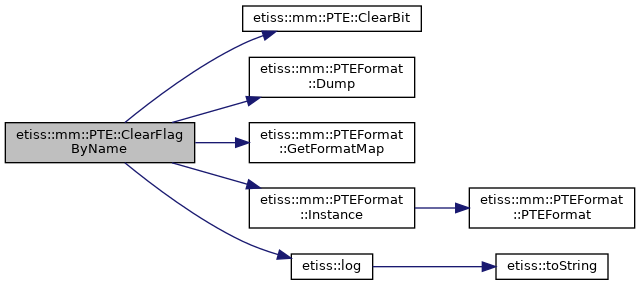 etiss::mm::PTE::ClearFlag
ByName
etiss::mm::PTE::ClearBit
etiss::mm::PTEFormat
::Dump
etiss::mm::PTEFormat
::GetFormatMap
etiss::mm::PTEFormat
::Instance
etiss::mm::PTEFormat
::PTEFormat
etiss::log
etiss::toString